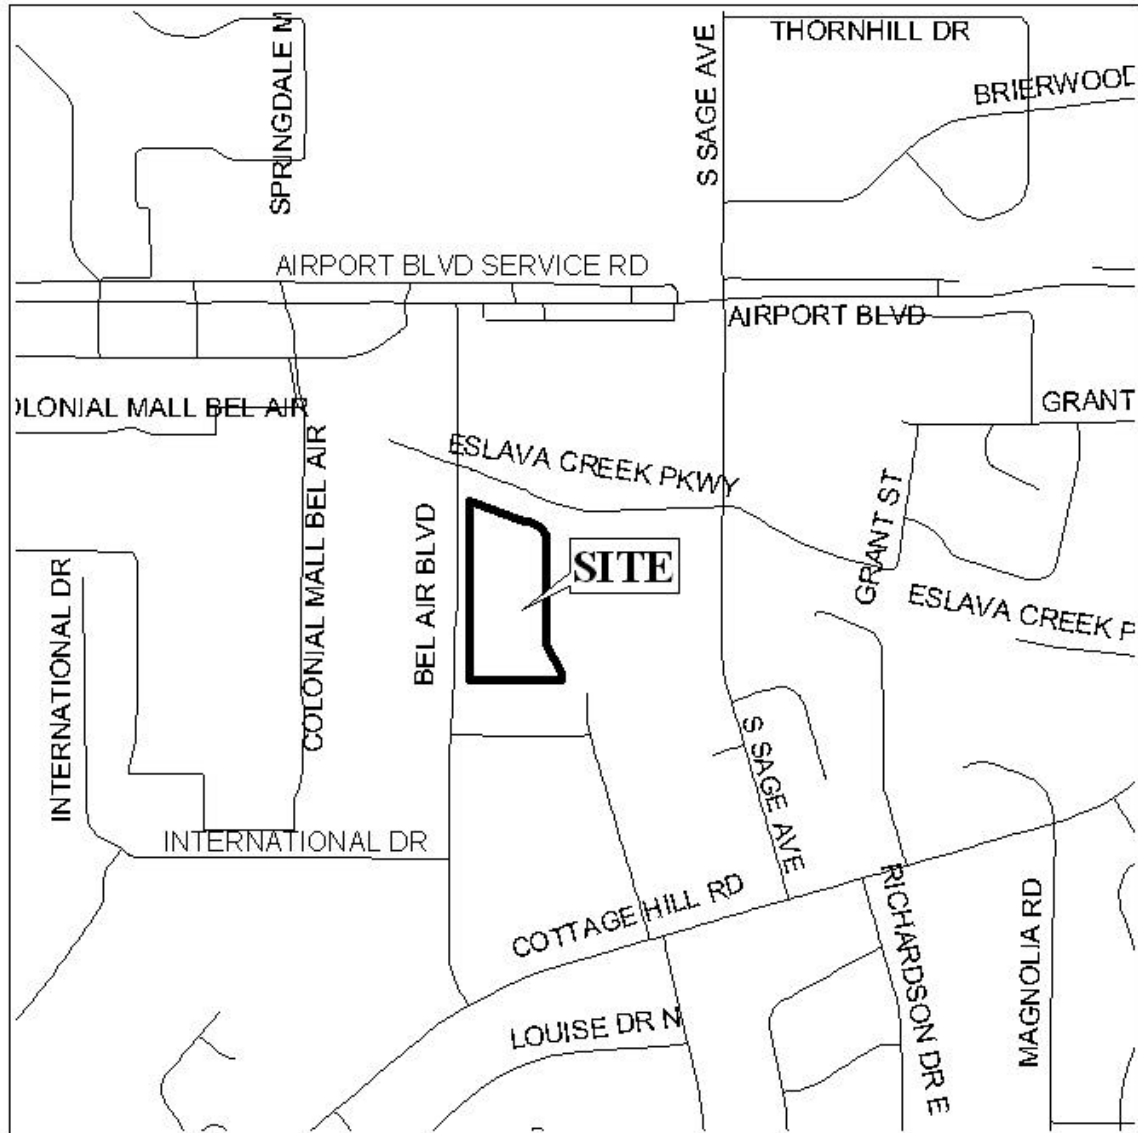 SPRINGDALE M
S SAGE AVE
THORNHILL DR
BRIERWOOD
AIRPORT BLVD SERVICE RD
AIRPORT BLVD
OLONIAL MALL BEL AIR
GRANT
ESLAVA CREEK PKWY
COLONIAL MALL BEL AIR
BEL AIR BLVD
GRANT ST
SITE
INTERNATIONAL DR
ESLAVA CREEK P
S SAGE AVE
INTERNATIONAL DR
COTTAGE HILL RD
RICHARDSON DR E
MAGNOLIA RD
LOUISE DR N